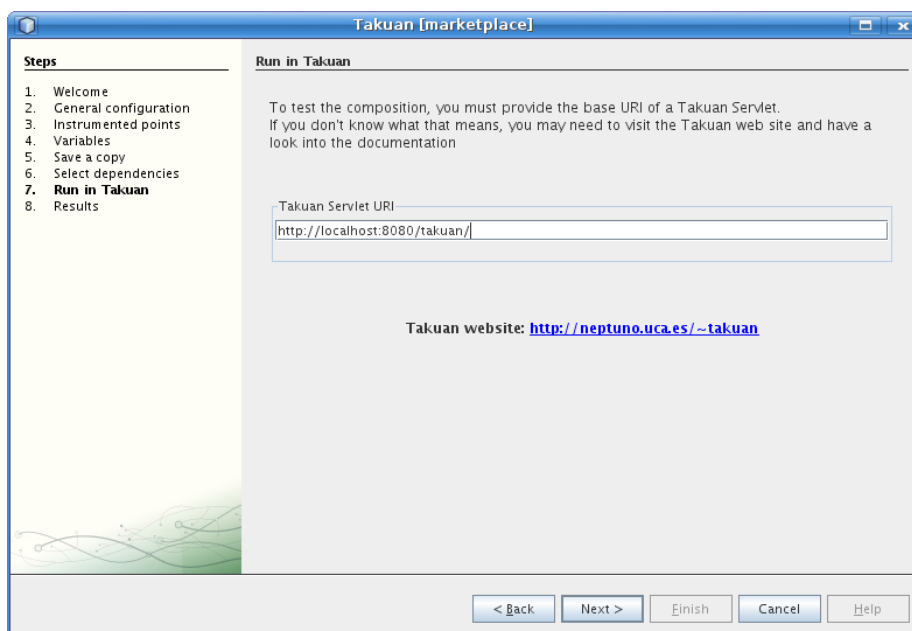 Takuan [marketplace]
Steps
1. Welcome
2. General configuration
3. Instrumented points
4. Variables
5. Save a copy
6. Select dependencies
7. Run in Takuan
8. Results
Run in Takuan
To test the composition, you must provide the base URI of a Takuan Servlet.
If you don't know what that means, you may need to visit the Takuan web site and have a
look into the documentation
Takuan Servlet URI
http://localhost:8080/takuan/
Takuan website: http://neptuno.uca.es/~takuan
< Back Next > Finish Cancel Help